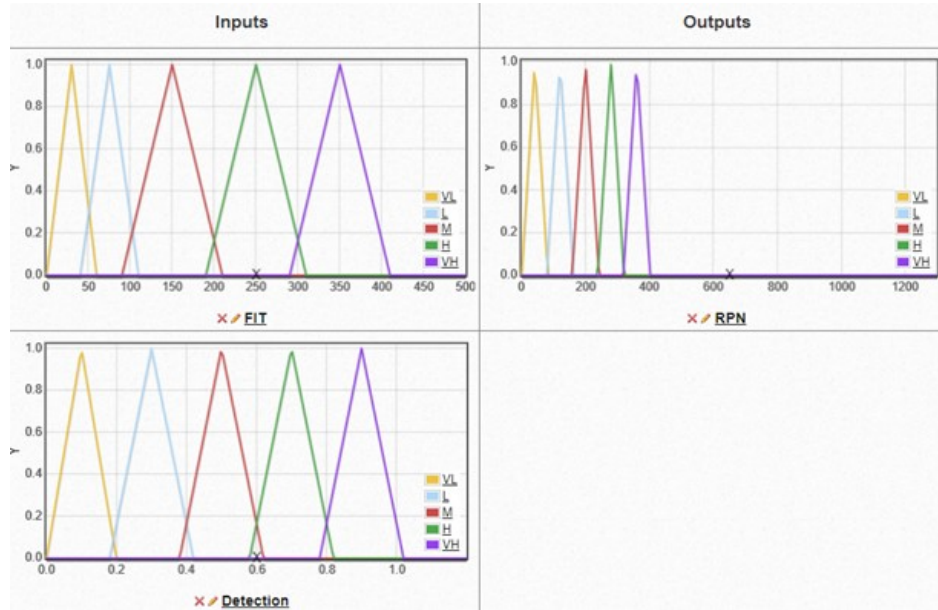 Inputs
Outputs
1.0
0.8
0.6
0.4
0.2
0.0
Y
0 50 100 150 200 250 300 350 400 450 500
VL
L
M
H
VH
FIT
1.0
0.8
0.6
0.4
0.2
0.0
Y
0 200 400 600 800 1000 1200
VL
L
M
H
VH
RPN
1.0
0.8
0.6
0.4
0.2
0.0
Y
0.0 0.2 0.4 0.6 0.8 1.0
VL
L
M
H
VH
Detection